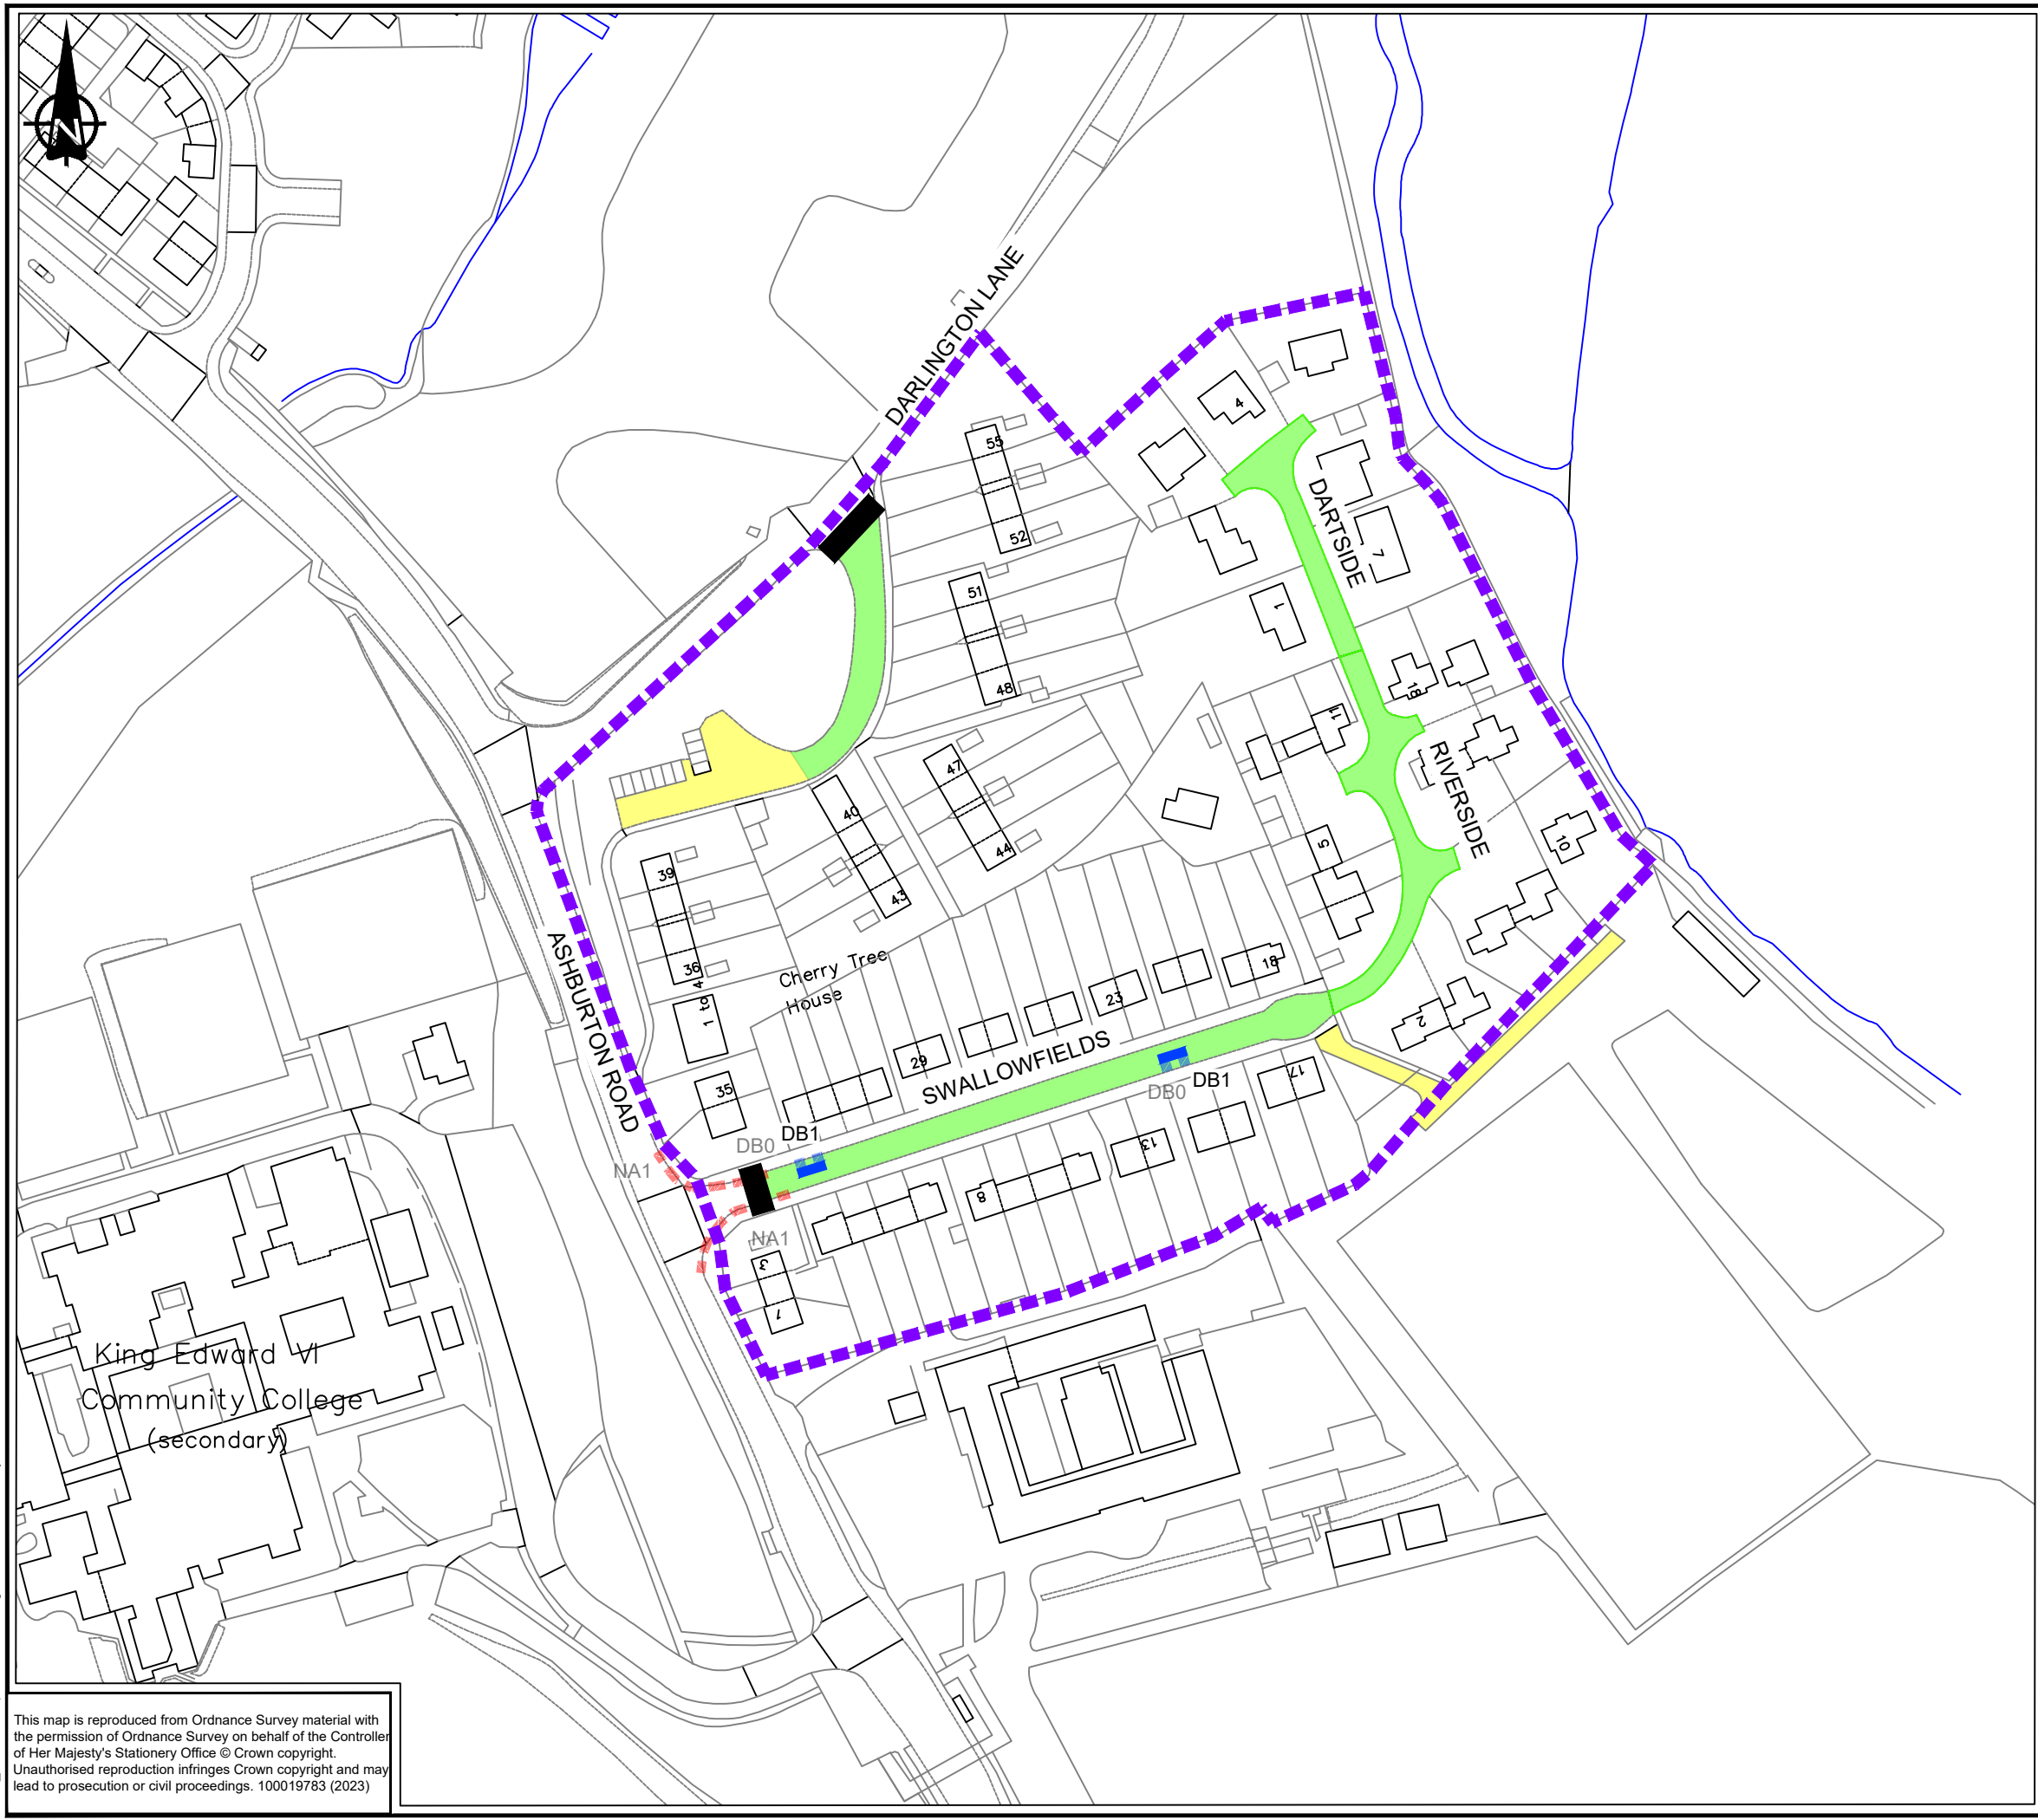 N
DARLINGTON LANE
55
4
52
DARTSIDE
7
51
1
48
18
11
RIVERSIDE
47
40
44
5
10
39
43
ASHBURTON ROAD
36
Cherry Tree
House
18
23
1 to 4
2
29
SWALLOWFIELDS
35
DB1
DB0
17
DB0
DB1
13
NA1
8
NA1
3
1
King Edward VI
Community College
(secondary)
This map is reproduced from Ordnance Survey material with
the permission of Ordnance Survey on behalf of the Controller
of Her Majesty's Stationery Office © Crown copyright.
Unauthorised reproduction infringes Crown copyright and may
lead to prosecution or civil proceedings. 100019783 (2023)